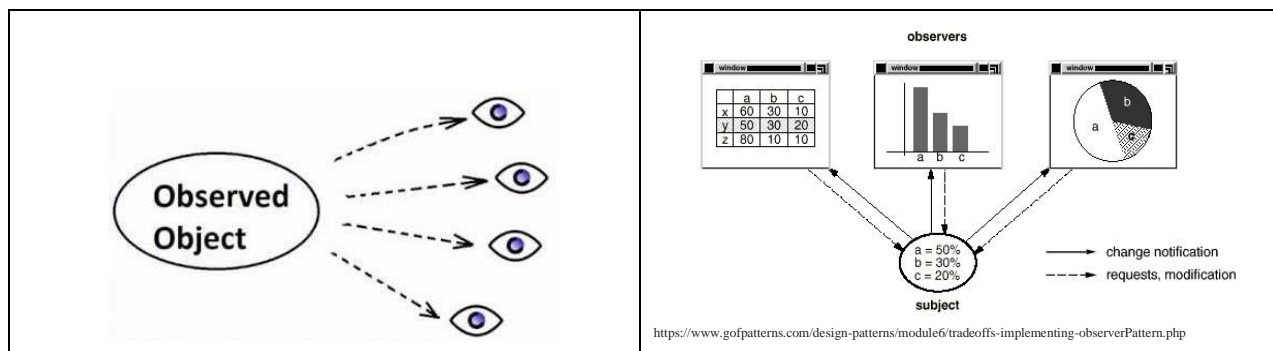 Observed
Object
observers
window
window
window
a b c
x 60 30 10
y 50 30 20
z 80 10 10
a b c
a
b
c
a = 50%
b = 30%
c = 20%
subject
change notification
requests, modification
https://www.gofpatterns.com/design-patterns/module6/tradeoffs-implementing-observerPattern.php